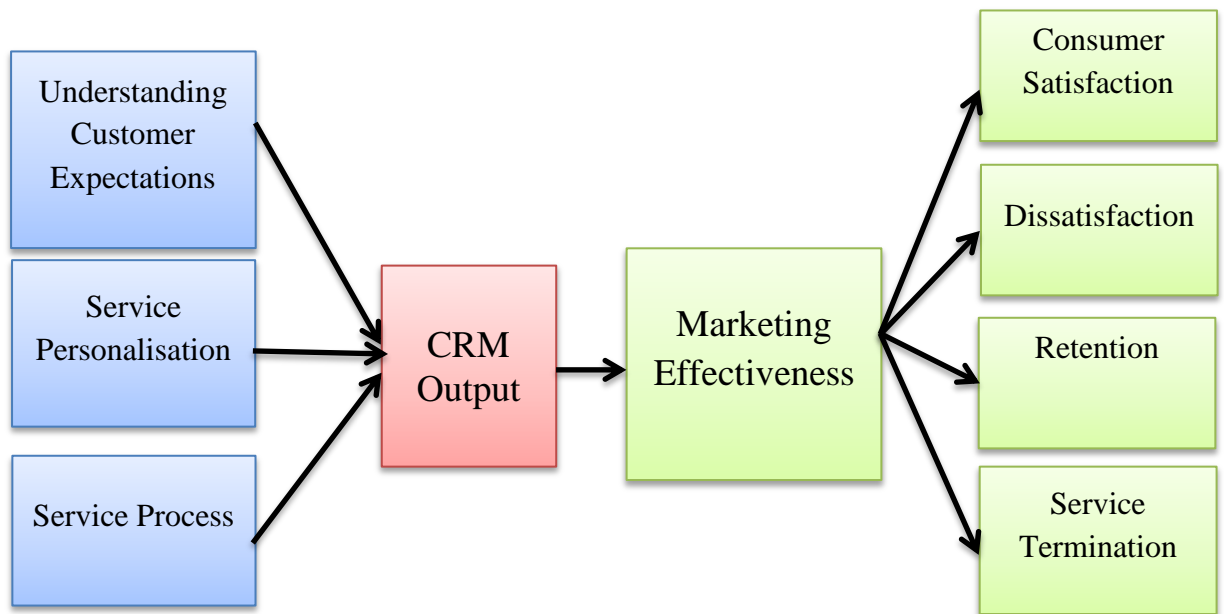 Understanding
Customer
Expectations
Service
Personalisation
Service Process
CRM
Output
Marketing
Effectiveness
Consumer
Satisfaction
Dissatisfaction
Retention
Service
Termination